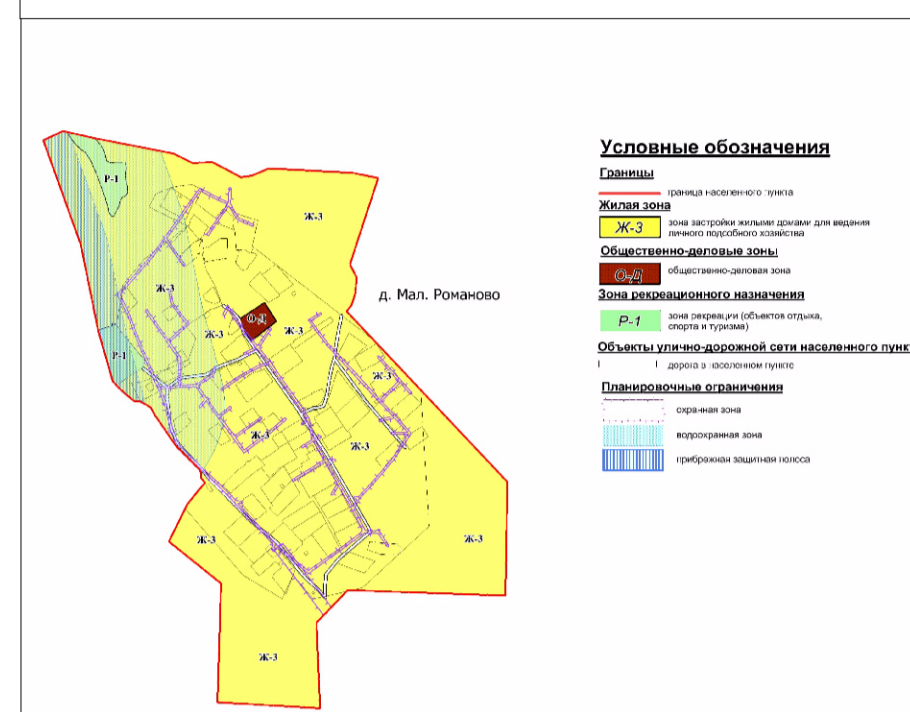 Условные обозначения
Границы
граница населенного пункта
Жилая зона
Ж-3
зона застройки жилыми домами для ведения
личного подсобного хозяйства
Общественно-деловые зоны
О-Д
общественно-деловая зона
Зона рекреационного назначения
Р-1
зона рекреации (объектов отдыха,
спорта и туризма)
Объекты улично-дорожной сети населенного пунк
дорога в населенном пункте
Планировочные ограничения
охранная зона
водоохранная зона
прибрежная защитная полоса
Р-1
Ж-3
д. Мал. Романово
Ж-3
О-Д
Ж-3
Ж-3
Р-1
Ж-3
Ж-3
Ж-3
Ж-3
Ж-3
Ж-3